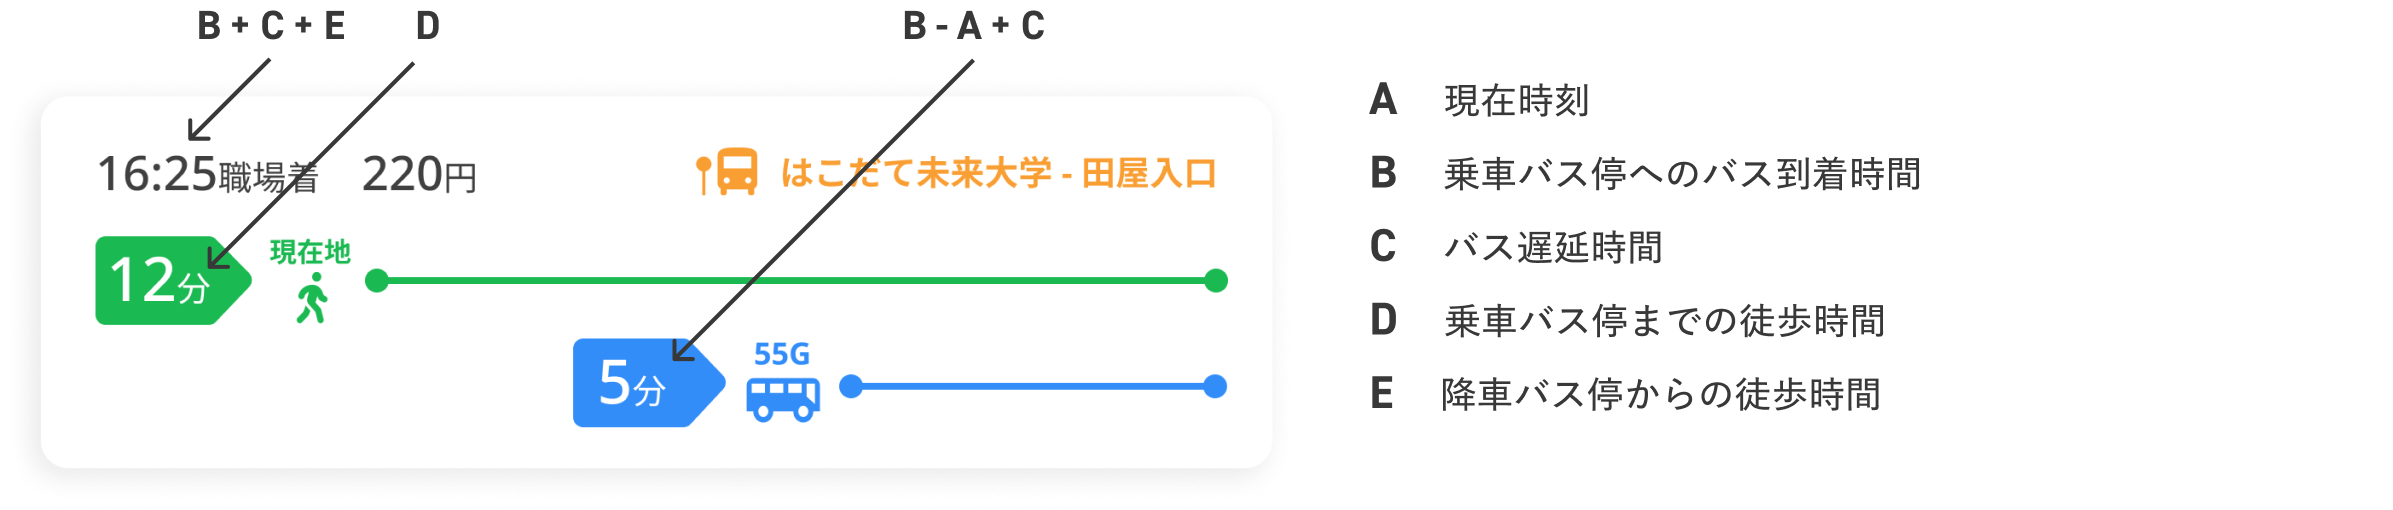 B + C + E D B - A + C
16:25職場着 220円 はこだて未来大学 - 田屋入口
12分 現在地
5分 55G
A 現在時刻
B 乗車バス停へのバス到着時間
C バス遅延時間
D 乗車バス停までの徒歩時間
E 降車バス停からの徒歩時間